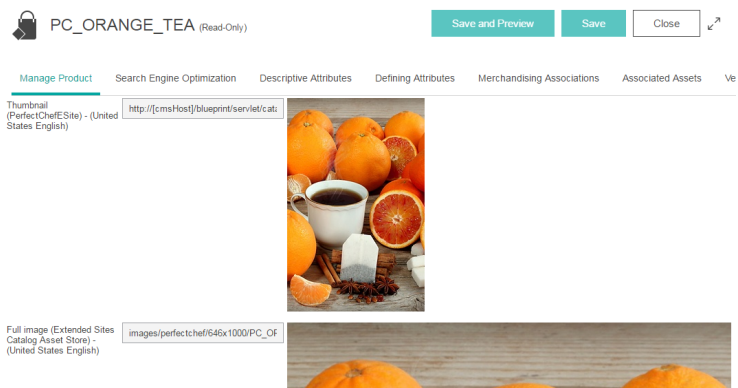 PC_ORANGE_TEA (Read-Only)
Save and Preview
Save
Close
Manage Product
Search Engine Optimization
Descriptive Attributes
Defining Attributes
Merchandising Associations
Associated Assets
Ve
Thumbnail
(PerfectChefESite) - (United
States English)
http://[cmsHost]/blueprint/servlet/cata
Full image (Extended Sites
Catalog Asset Store) -
(United States English)
images/perfectchef/646x1000/PC_OF